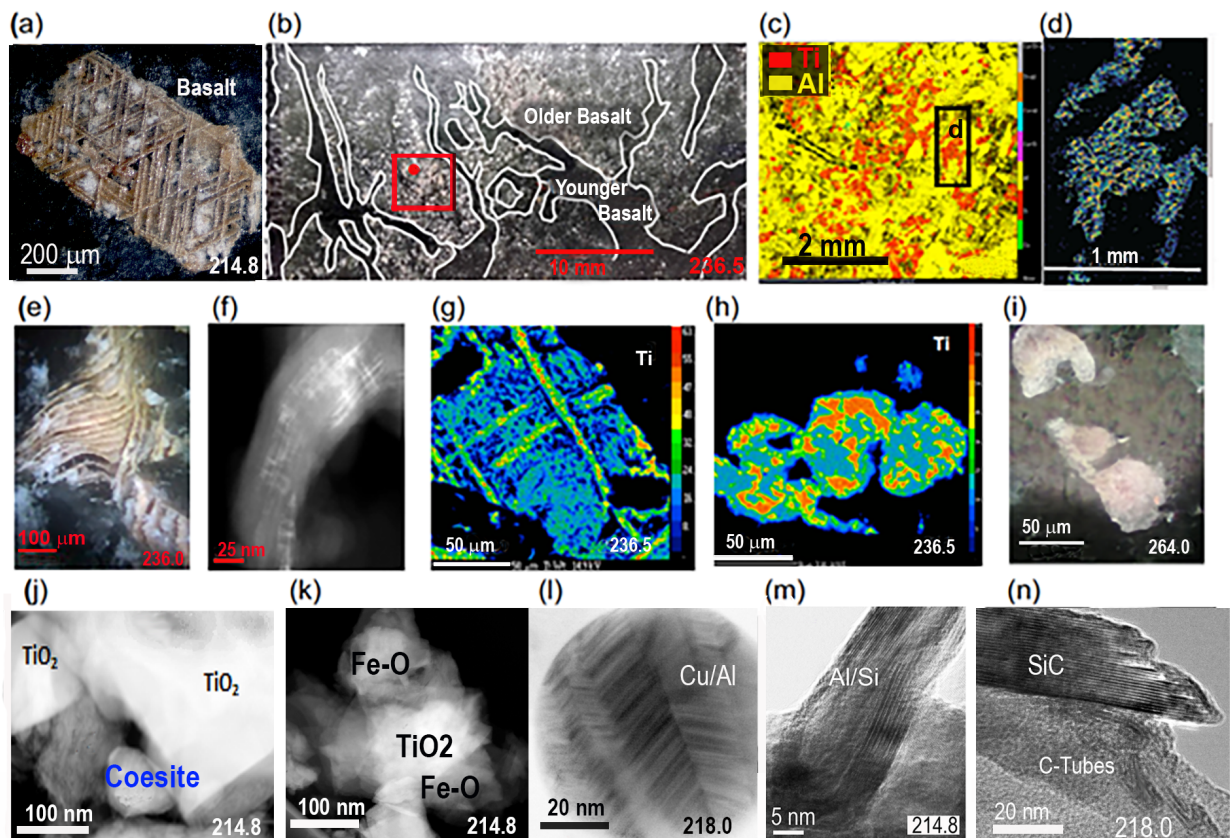 (a)
(b)
(c)
(d)
Basalt
200 μm
214.8
Older Basalt
Younger
Basalt
10 mm
236.5
Ti
Al
d
2 mm
1 mm
(e)
(f)
(g)
(h)
(i)
100 μm
236.0
25 nm
Ti
63
50 μm
236.5
Ti
50 μm
236.5
50 μm
264.0
(j)
(k)
(l)
(m)
(n)
TiO2
TiO2
Coesite
100 nm
214.8
Fe-O
TiO2
Fe-O
100 nm
214.8
Cu/Al
20 nm
218.0
Al/Si
5 nm
214.8
SiC
C-Tubes
20 nm
218.0